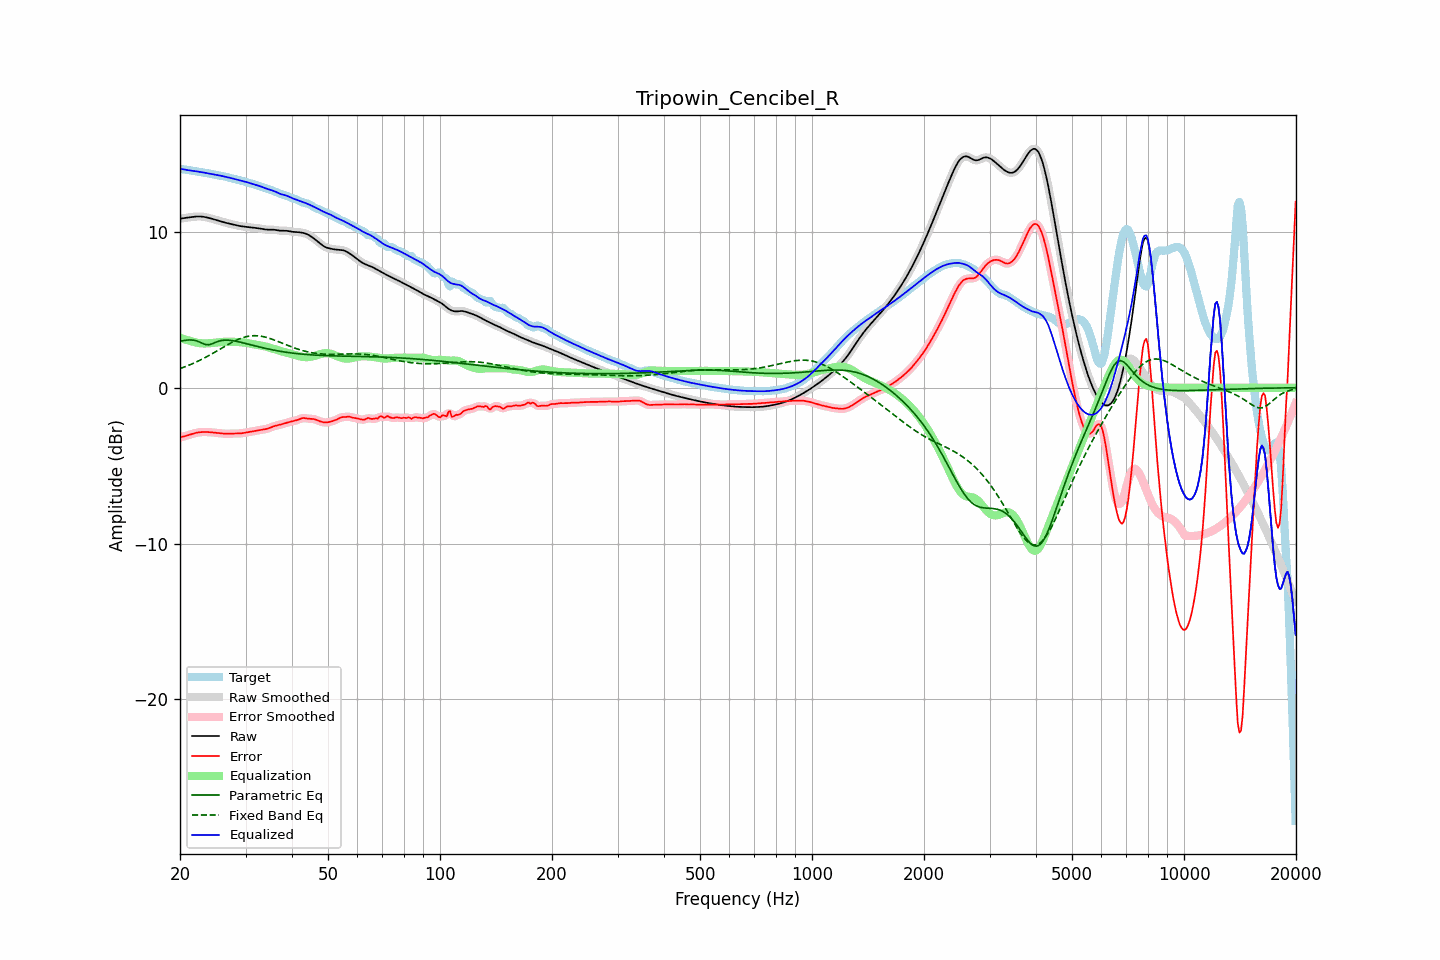 Tripowin_Cencibel_R
Amplitude (dBr)
10
0
−10
−20
Target
Raw Smoothed
Error Smoothed
Raw
Error
Equalization
Parametric Eq
Fixed Band Eq
Equalized
20 50 100 200 500 1000 2000 5000 10000 20000
Frequency (Hz)